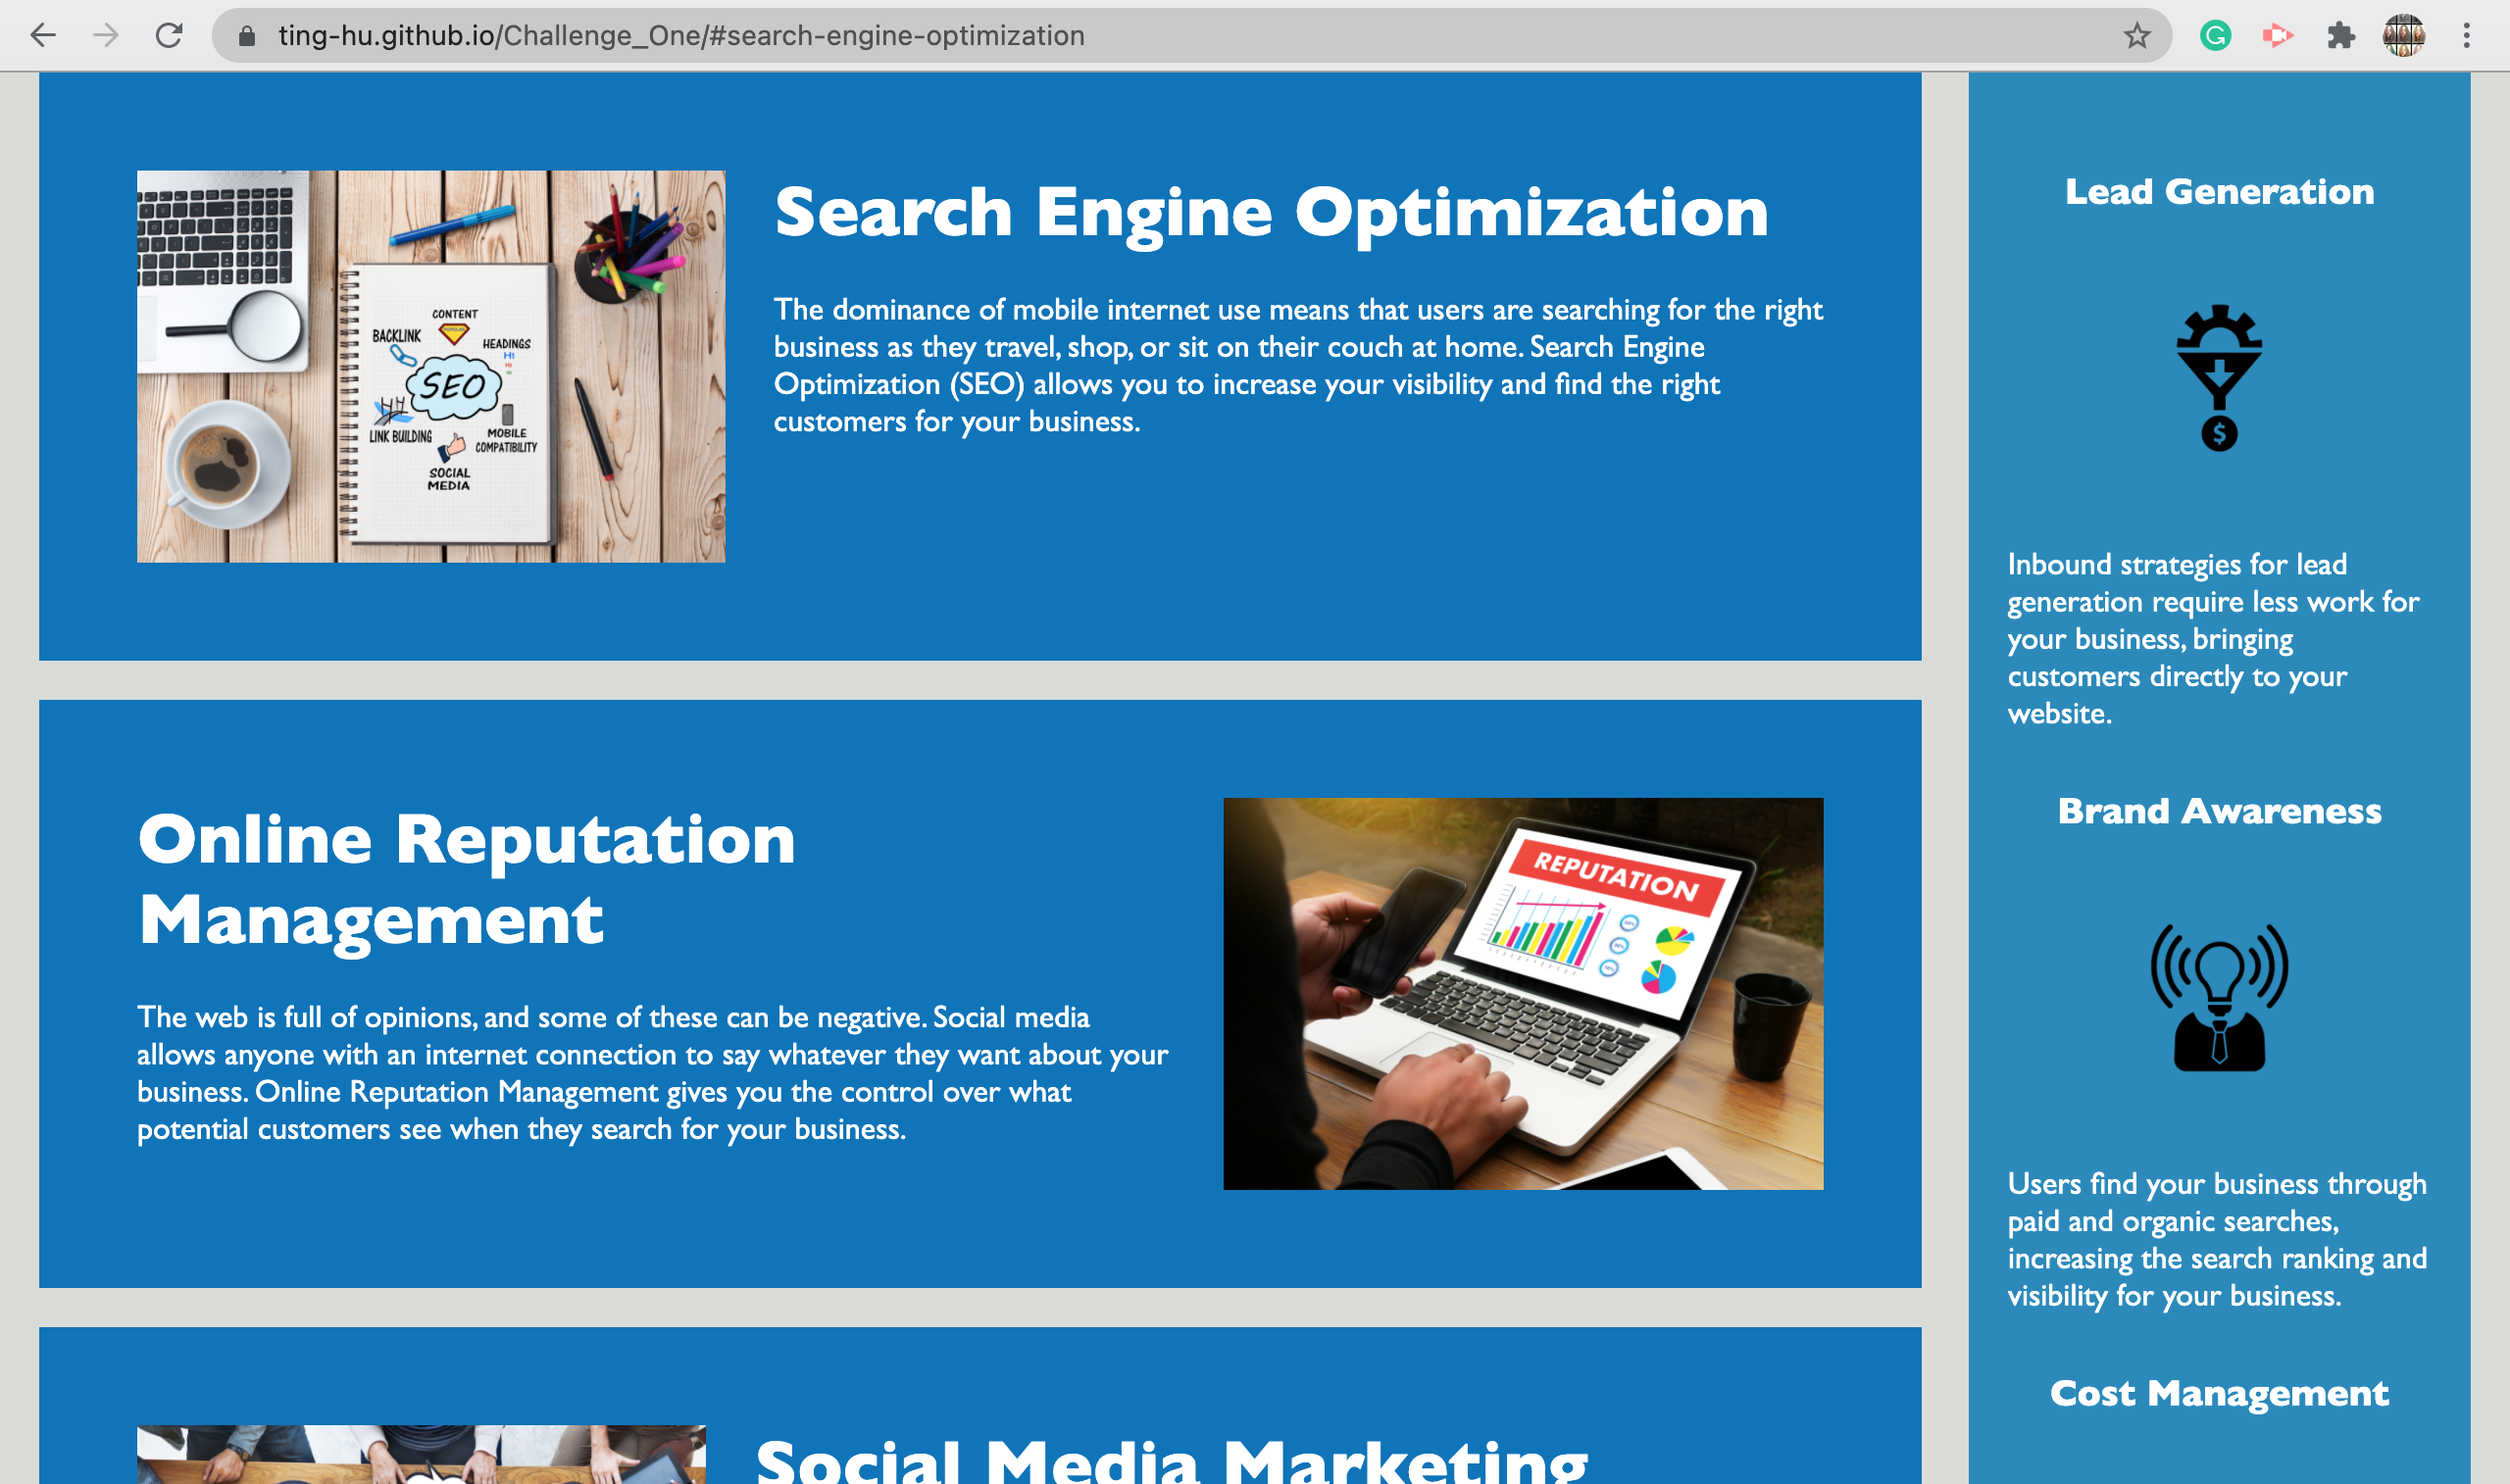 ting-hu.github.io/Challenge_One/#search-engine-optimization
CONTENT
BACKLINK
HEADINGS
H1
SEO
LINK BUILDING
MOBILE
COMPATIBILITY
SOCIAL
MEDIA
Search Engine Optimization
The dominance of mobile internet use means that users are searching for the right
business as they travel, shop, or sit on their couch at home. Search Engine
Optimization (SEO) allows you to increase your visibility and find the right
customers for your business.
Online Reputation
Management
The web is full of opinions, and some of these can be negative. Social media
allows anyone with an internet connection to say whatever they want about your
business. Online Reputation Management gives you the control over what
potential customers see when they search for your business.
REPUTATION
Social Media Marketing
Lead Generation
$
Inbound strategies for lead
generation require less work for
your business, bringing
customers directly to your
website.
Brand Awareness
Users find your business through
paid and organic searches,
increasing the search ranking and
visibility for your business.
Cost Management